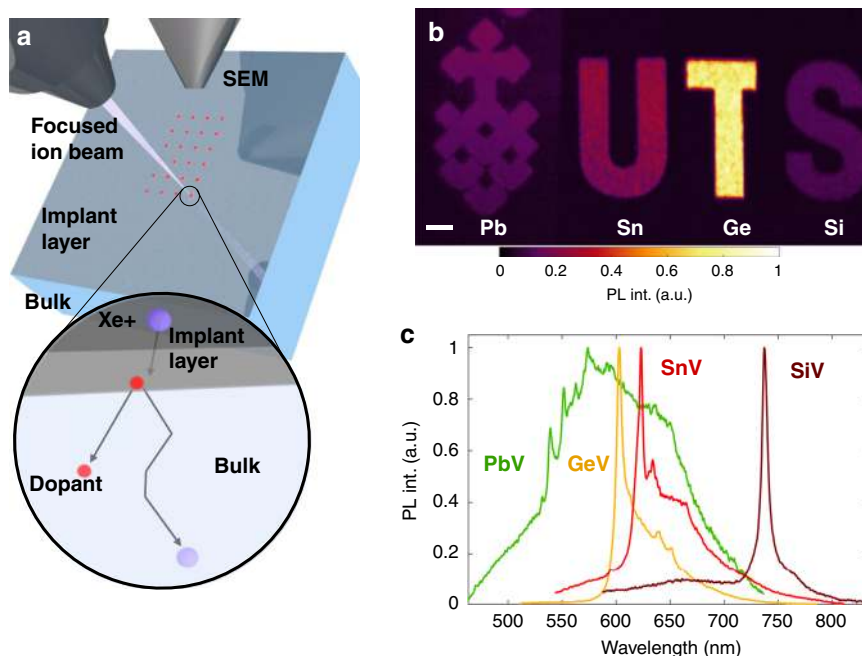 a
SEM
Focused
ion beam
Implant
layer
Bulk
Xe+
Implant
layer
Bulk
Dopant
b
UTS
Pb Sn Ge Si
0 0.2 0.4 0.6 0.8 1
PL int. (a.u.)
c
1
0.8
0.6
0.4
0.2
0
PL int. (a.u.)
PbV
GeV
SnV
SiV
500 550 600 650 700 750 800
Wavelength (nm)